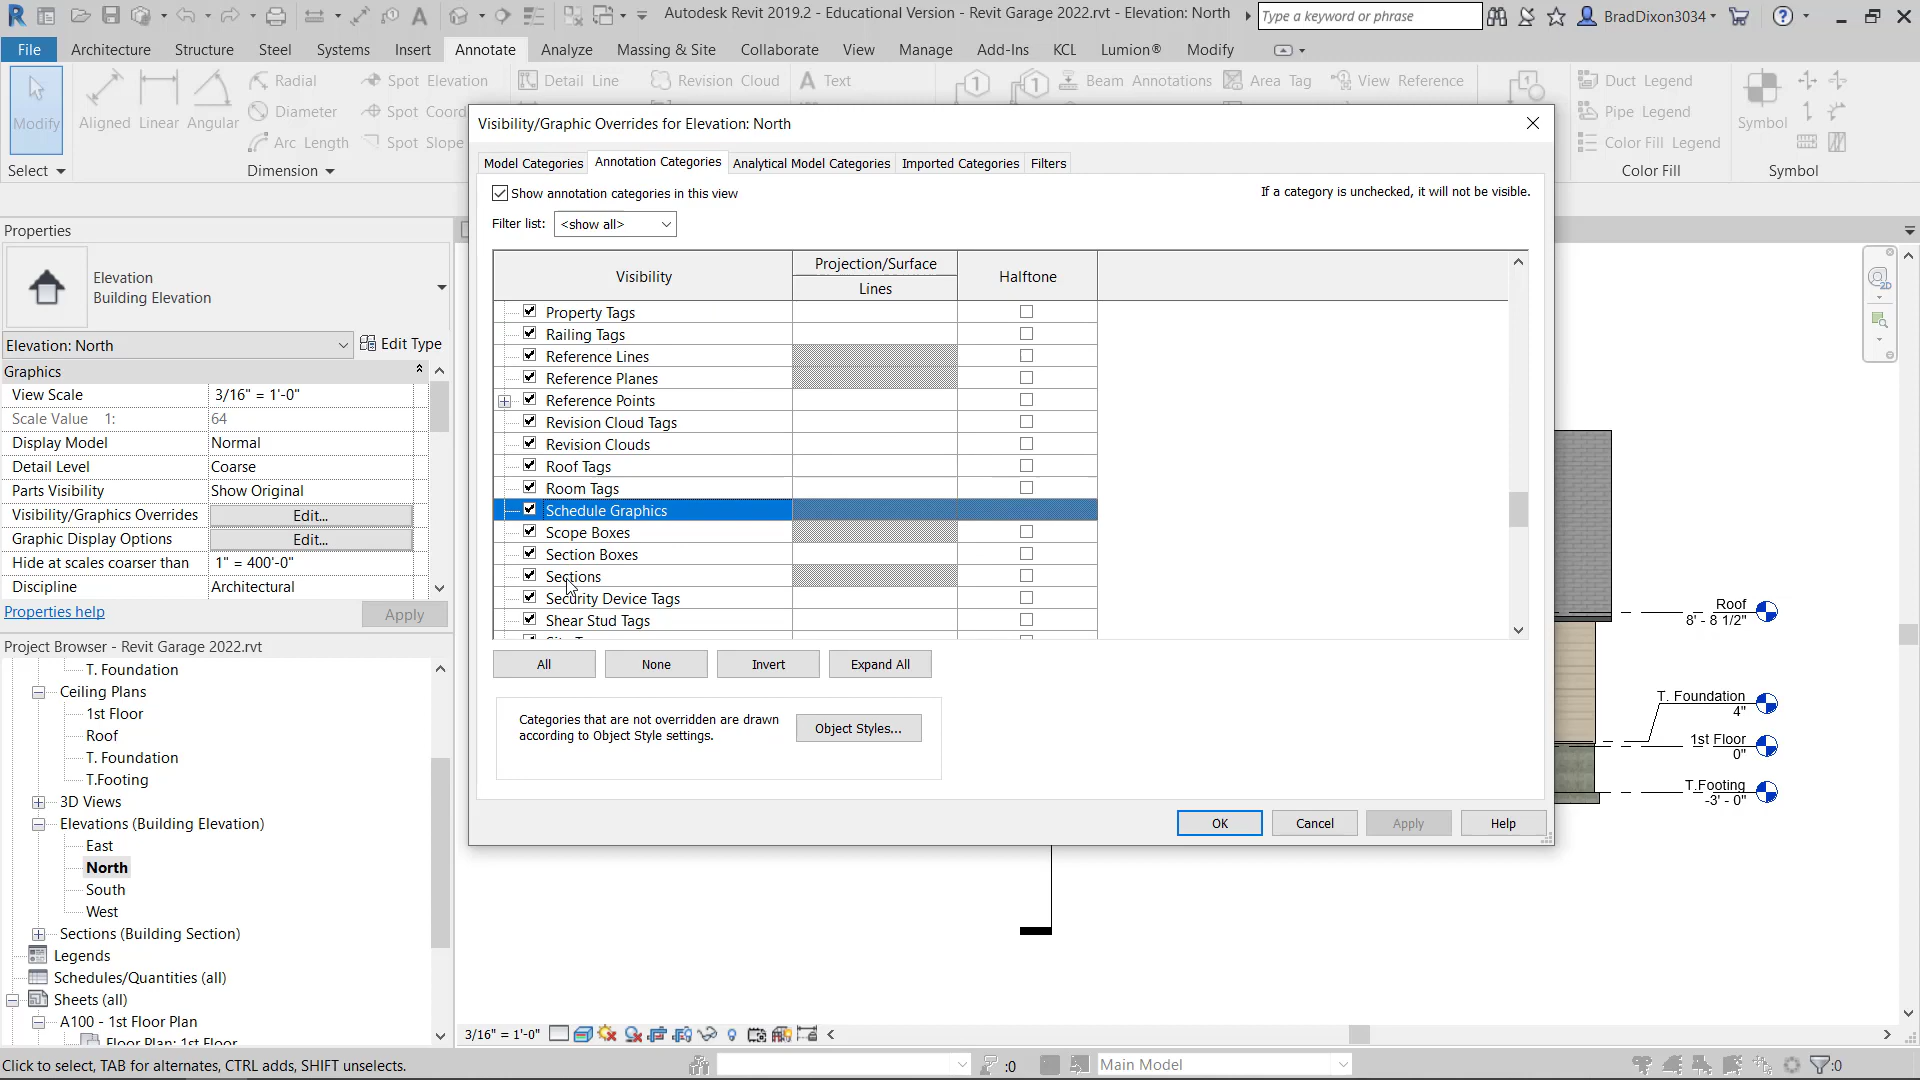 Autodesk Revit 2019.2 - Educational Version - Revit Garage 2022.rvt - Elevation: North
Type a keyword or phrase
BradDixon3034
File
Architecture
Structure
Steel
Systems
Insert
Annotate
Analyze
Massing & Site
Collaborate
View
Manage
Add-Ins
KCL
Lumion®
Modify
Modify
Select
Aligned
Linear
Angular
Radial
Diameter
Arc Length
Dimension
Spot Elevation
Spot Coord
Spot Slope
Detail Line
Revision Cloud
Text
Beam Annotations
Area Tag
View Reference
Duct Legend
Pipe Legend
Color Fill Legend
Color Fill
Symbol
Symbol
Properties
Elevation
Building Elevation
Elevation: North
Edit Type
Graphics
View Scale 3/16" = 1'-0"
Scale Value 1: 64
Display Model Normal
Detail Level Coarse
Parts Visibility Show Original
Visibility/Graphics Overrides Edit...
Graphic Display Options Edit...
Hide at scales coarser than 1" = 400'-0"
Discipline Architectural
Properties help
Apply
Project Browser - Revit Garage 2022.rvt
T. Foundation
Ceiling Plans
1st Floor
Roof
T. Foundation
T.Footing
3D Views
Elevations (Building Elevation)
East
North
South
West
Sections (Building Section)
Legends
Schedules/Quantities (all)
Sheets (all)
A100 - 1st Floor Plan
Floor Plan: 1st Floor
Visibility/Graphic Overrides for Elevation: North
Model Categories
Annotation Categories
Analytical Model Categories
Imported Categories
Filters
Show annotation categories in this view
If a category is unchecked, it will not be visible.
Filter list: <show all>
Visibility
Projection/Surface
Lines
Halftone
Property Tags
Railing Tags
Reference Lines
Reference Planes
Reference Points
Revision Cloud Tags
Revision Clouds
Roof Tags
Room Tags
Schedule Graphics
Scope Boxes
Section Boxes
Sections
Security Device Tags
Shear Stud Tags
All
None
Invert
Expand All
Categories that are not overridden are drawn
according to Object Style settings.
Object Styles...
OK
Cancel
Apply
Help
Roof
8' - 8 1/2"
T. Foundation
4"
1st Floor
0"
T.Footing
-3' - 0"
3/16" = 1'-0"
Click to select, TAB for alternates, CTRL adds, SHIFT unselects.
:0
Main Model
:0